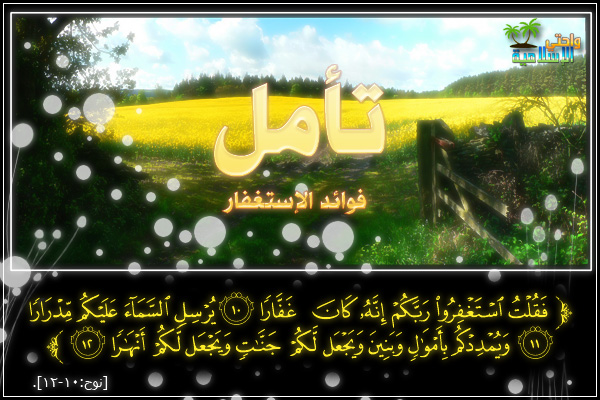 واحتي
الإسلامية
تأمل
فوائد الإستغفار
﴿ فَقُلْتُ ٱسْتَغْفِرُوا۟ رَبَّكُمْ إِنَّهُۥ كَانَ غَفَّارًا ١٠ يُرْسِلِ ٱلسَّمَآءَ عَلَيْكُم مِّدْرَارًا
١١ وَيُمْدِدْكُم بِأَمْوَٰلٍ وَبَنِينَ وَيَجْعَل لَّكُمْ جَنَّٰتٍ وَيَجْعَل لَّكُمْ أَنْهَٰرًا ١٢ ﴾
[نوح:١٠-١٢].